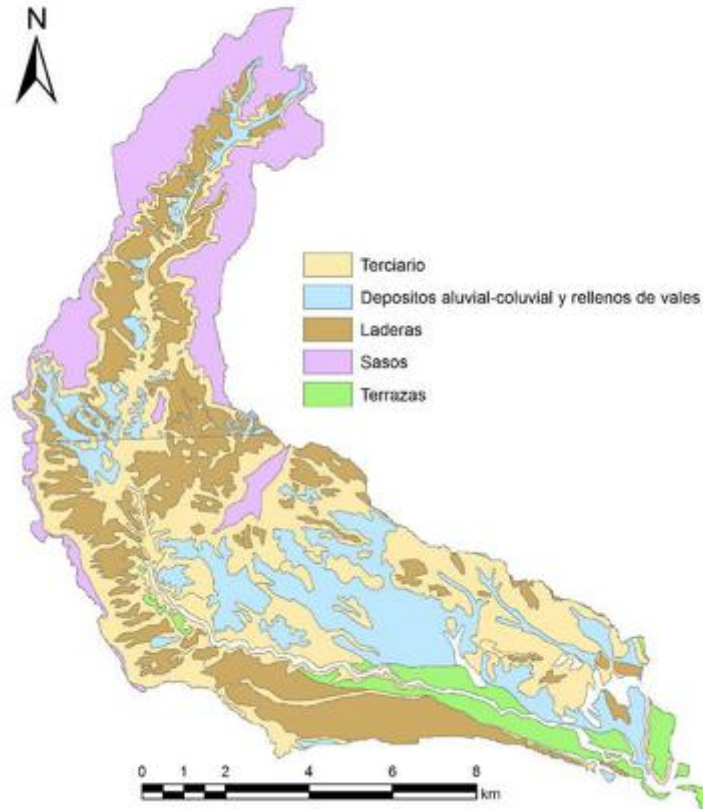 N
Terciario
Depositos aluvial-coluvial y rellenos de vales
Laderas
Sasos
Terrazas
0 1 2 4 6 8
km